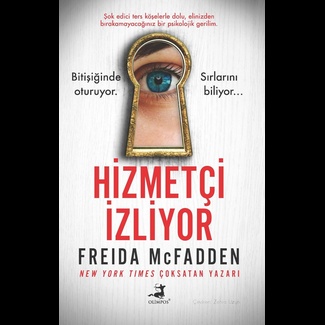 Şok edici ters köşelerle dolu, elinizden
bırakamayacağınız bir psikolojik gerilim.
Bitişiğinde
oturuyor.
Sırlarını
biliyor...
HİZMETÇİ
İZLİYOR
FREIDA McFADDEN
NEW YORK TIMES ÇOKSATAN YAZARI
OLİMPOS